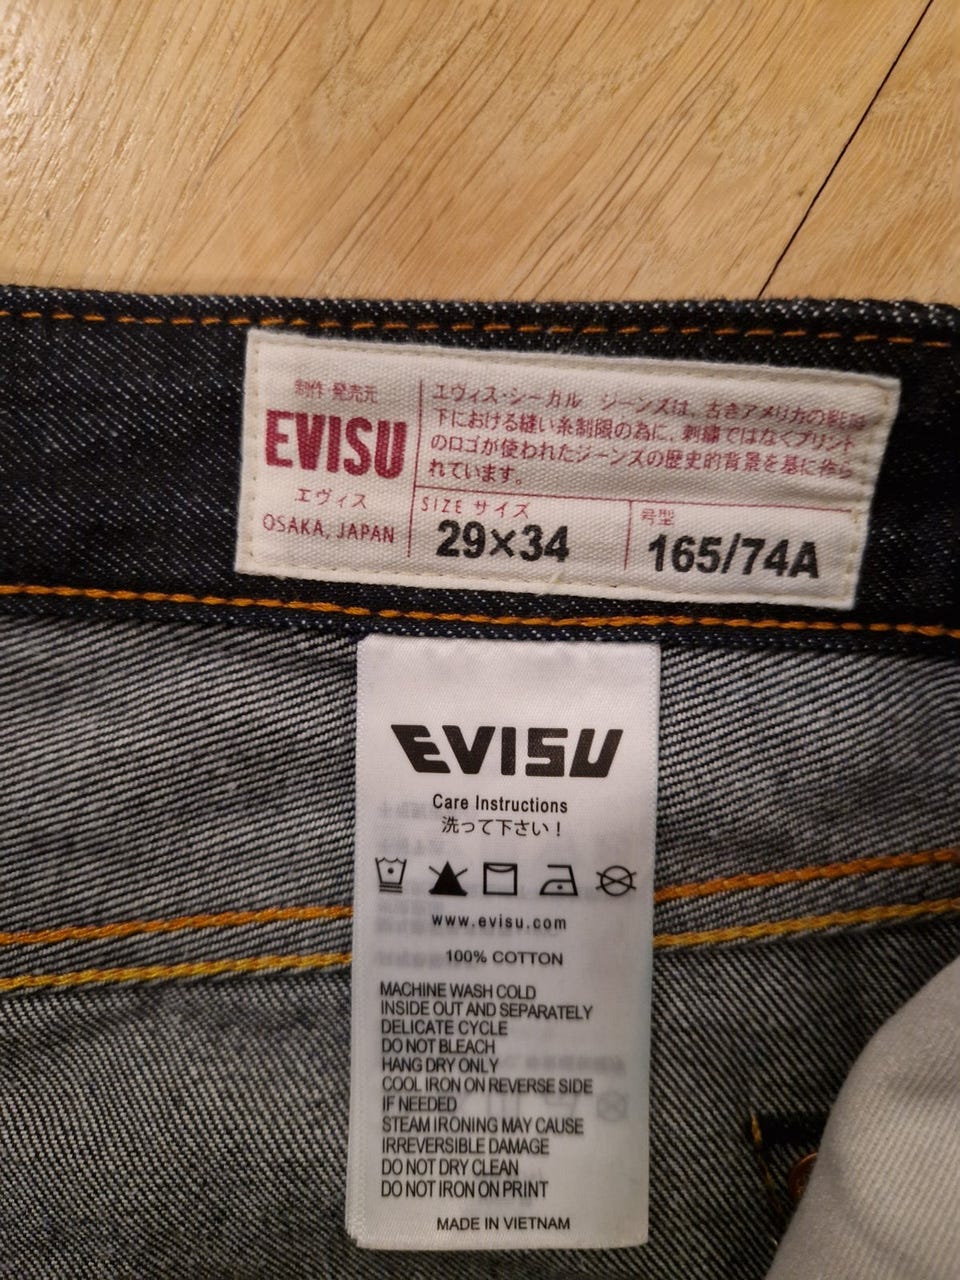 制作・発売元
EVISU
エヴィス
OSAKA, JAPAN
エヴィス・シーガル ジーンズは、古きアメリカの戦時
下における縫い糸制限の為に、刺繍ではなくプリント
のロゴが使われたジーンズの歴史的背景を基に作ら
れています。
SIZE サイズ
29×34
号型
165/74A
EVISU
Care Instructions
洗って下さい！
www.evisu.com
100% COTTON
MACHINE WASH COLD
INSIDE OUT AND SEPARATELY
DELICATE CYCLE
DO NOT BLEACH
HANG DRY ONLY
COOL IRON ON REVERSE SIDE
IF NEEDED
STEAM IRONING MAY CAUSE
IRREVERSIBLE DAMAGE
DO NOT DRY CLEAN
DO NOT IRON ON PRINT
MADE IN VIETNAM